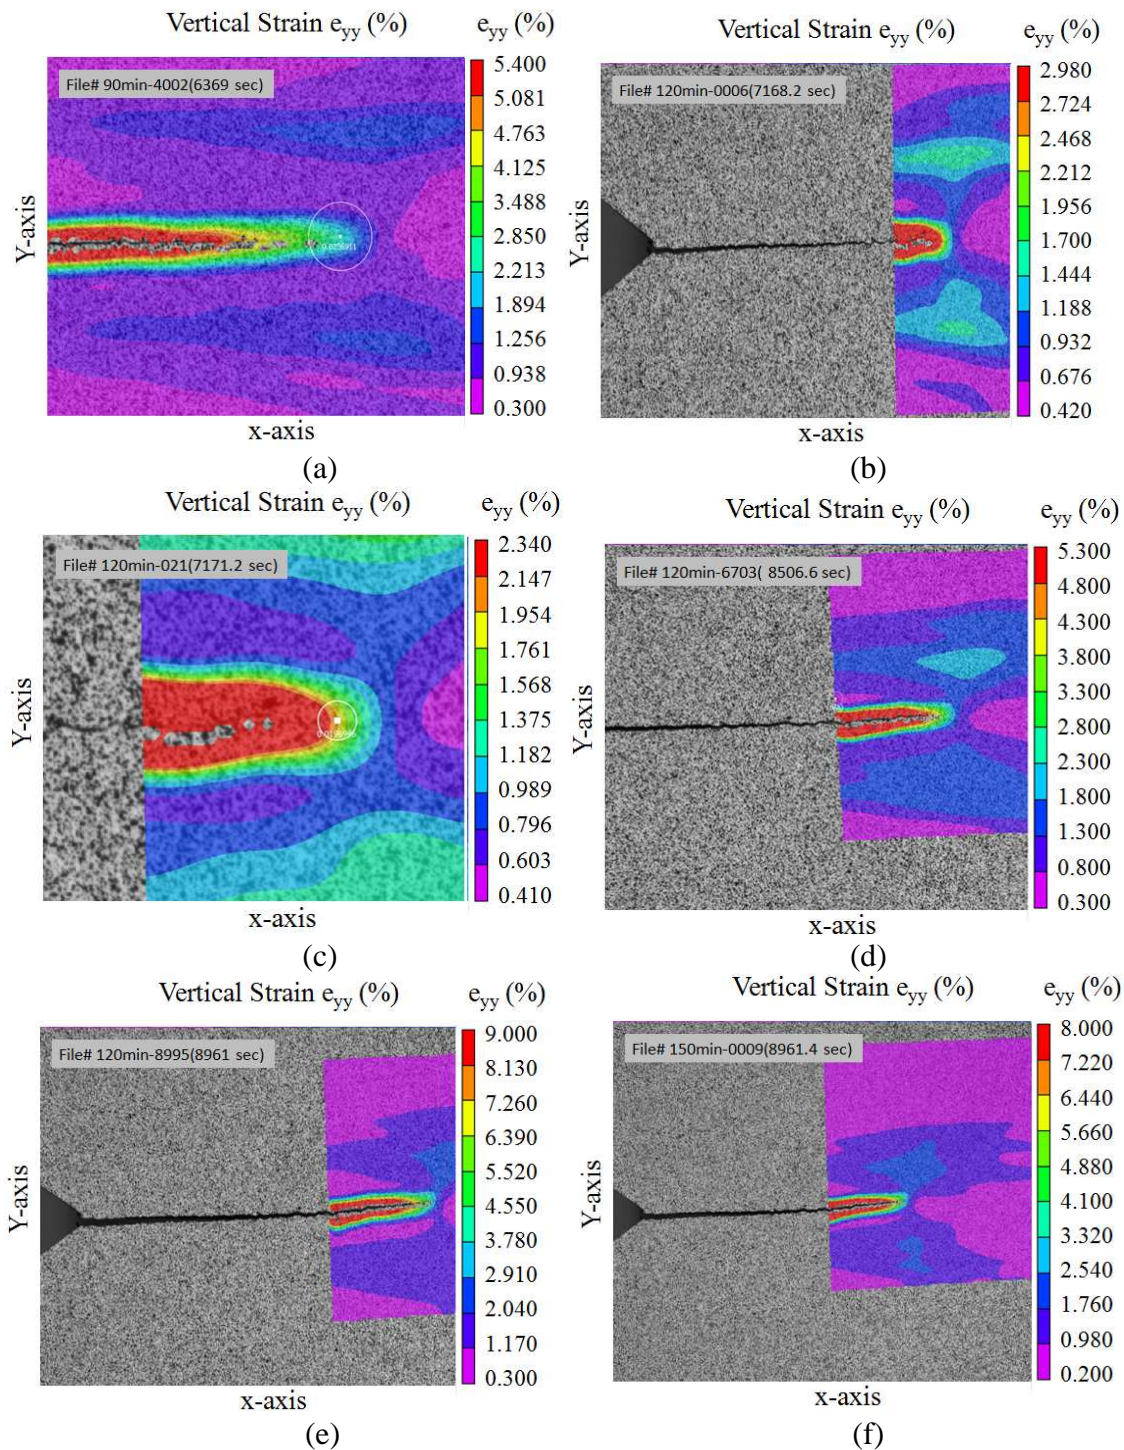 Vertical Strain eyy (%)
eyy (%)
File# 90min-4002(6369 sec)
5.400
5.081
4.763
4.125
3.488
2.850
2.213
1.894
1.256
0.938
0.300
Y-axis
x-axis
(a)
Vertical Strain eyy (%)
eyy (%)
File# 120min-0006(7168.2 sec)
2.980
2.724
2.468
2.212
1.956
1.700
1.444
1.188
0.932
0.676
0.420
Y-axis
x-axis
(b)
Vertical Strain eyy (%)
eyy (%)
File# 120min-021(7171.2 sec)
2.340
2.147
1.954
1.761
1.568
1.375
1.182
0.989
0.796
0.603
0.410
Y-axis
x-axis
(c)
Vertical Strain eyy (%)
eyy (%)
File# 120min-6703( 8506.6 sec)
5.300
4.800
4.300
3.800
3.300
2.800
2.300
1.800
1.300
0.800
0.300
Y-axis
x-axis
(d)
Vertical Strain eyy (%)
eyy (%)
File# 120min-8995(8961 sec)
9.000
8.130
7.260
6.390
5.520
4.550
3.780
2.910
2.040
1.170
0.300
Y-axis
x-axis
(e)
Vertical Strain eyy (%)
eyy (%)
File# 150min-0009(8961.4 sec)
8.000
7.220
6.440
5.660
4.880
4.100
3.320
2.540
1.760
0.980
0.200
Y-axis
x-axis
(f)